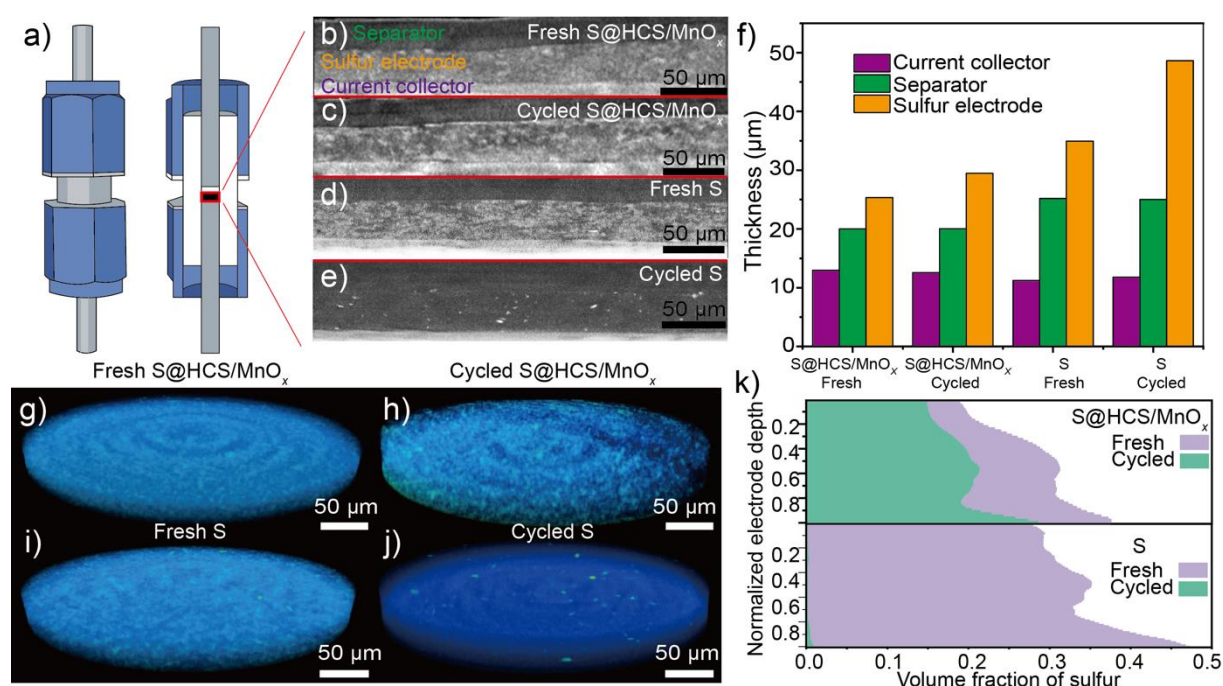 a)
b) Separator Fresh S@HCS/MnOₓ
Sulfur electrode
Current collector 50 µm
c) Cycled S@HCS/MnOₓ
50 µm
d) Fresh S
50 µm
e) Cycled S
50 µm
f)
Thickness (µm)
50
40
30
20
10
0
Current collector
Separator
Sulfur electrode
S@HCS/MnOₓ S@HCS/MnOₓ S S
Fresh Cycled Fresh Cycled
Fresh S@HCS/MnOₓ Cycled S@HCS/MnOₓ
g) h)
50 µm 50 µm
Fresh S Cycled S
i) j)
50 µm 50 µm
k)
Normalized electrode depth
0.2
0.4
0.6
0.8
S@HCS/MnOₓ
Fresh
Cycled
0.2
0.4
0.6
0.8
S
Fresh
Cycled
0.0 0.1 0.2 0.3 0.4 0.5
Volume fraction of sulfur